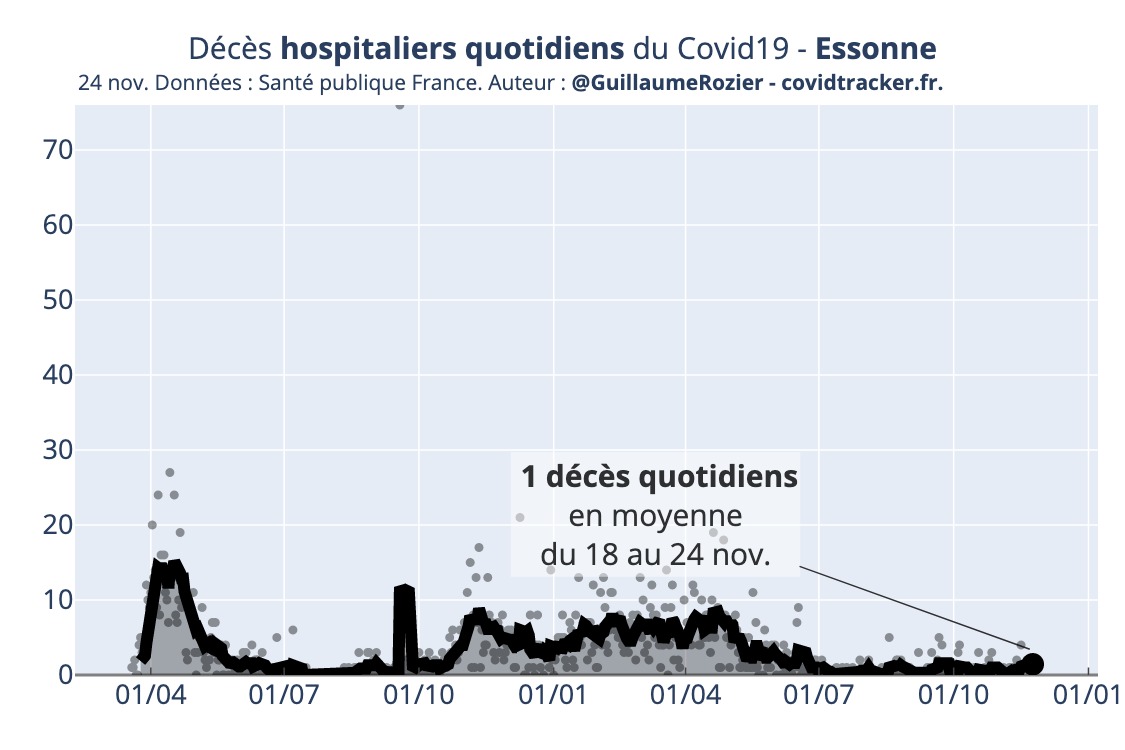 Décès hospitaliers quotidiens du Covid19 - Essonne
24 nov. Données : Santé publique France. Auteur : @GuillaumeRozier - covidtracker.fr.
70
60
50
40
30
20
10
0
1 décès quotidiens
en moyenne
du 18 au 24 nov.
01/04 01/07 01/10 01/01 01/04 01/07 01/10 01/01